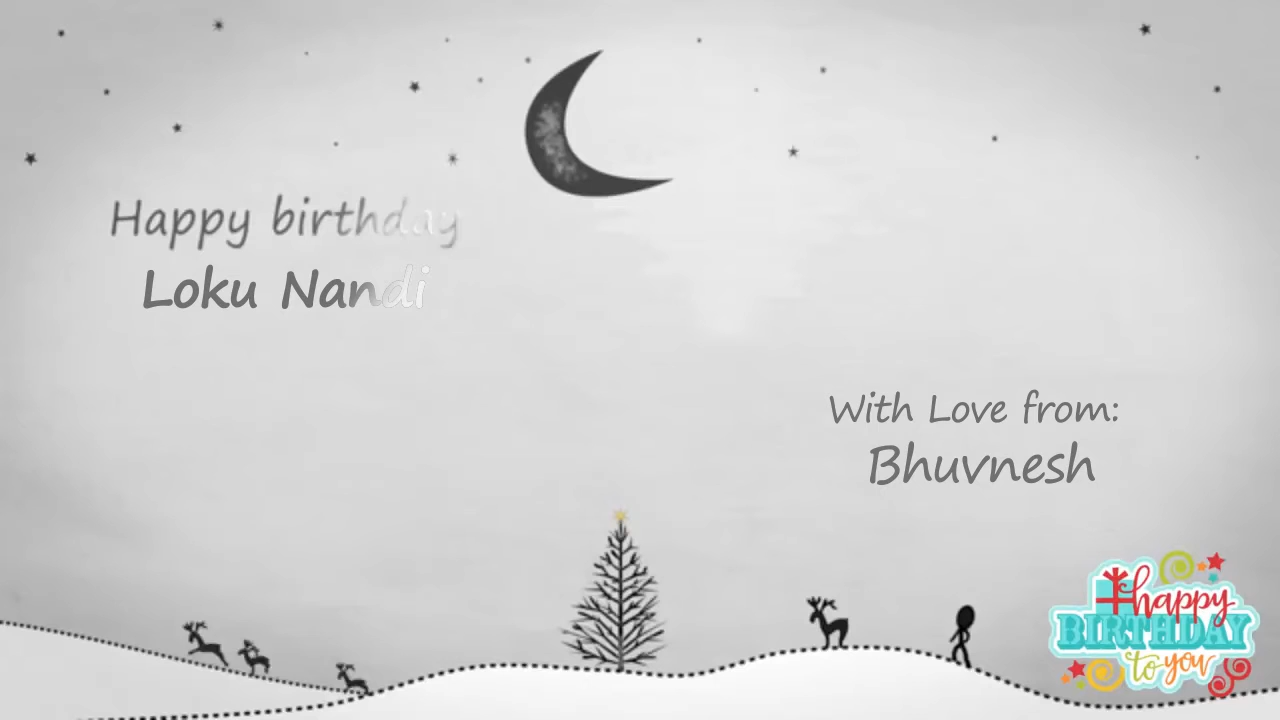 Happy birthday
Loku Nandi
With Love from:
Bhuvnesh
happy
BIRTHDAY
to you